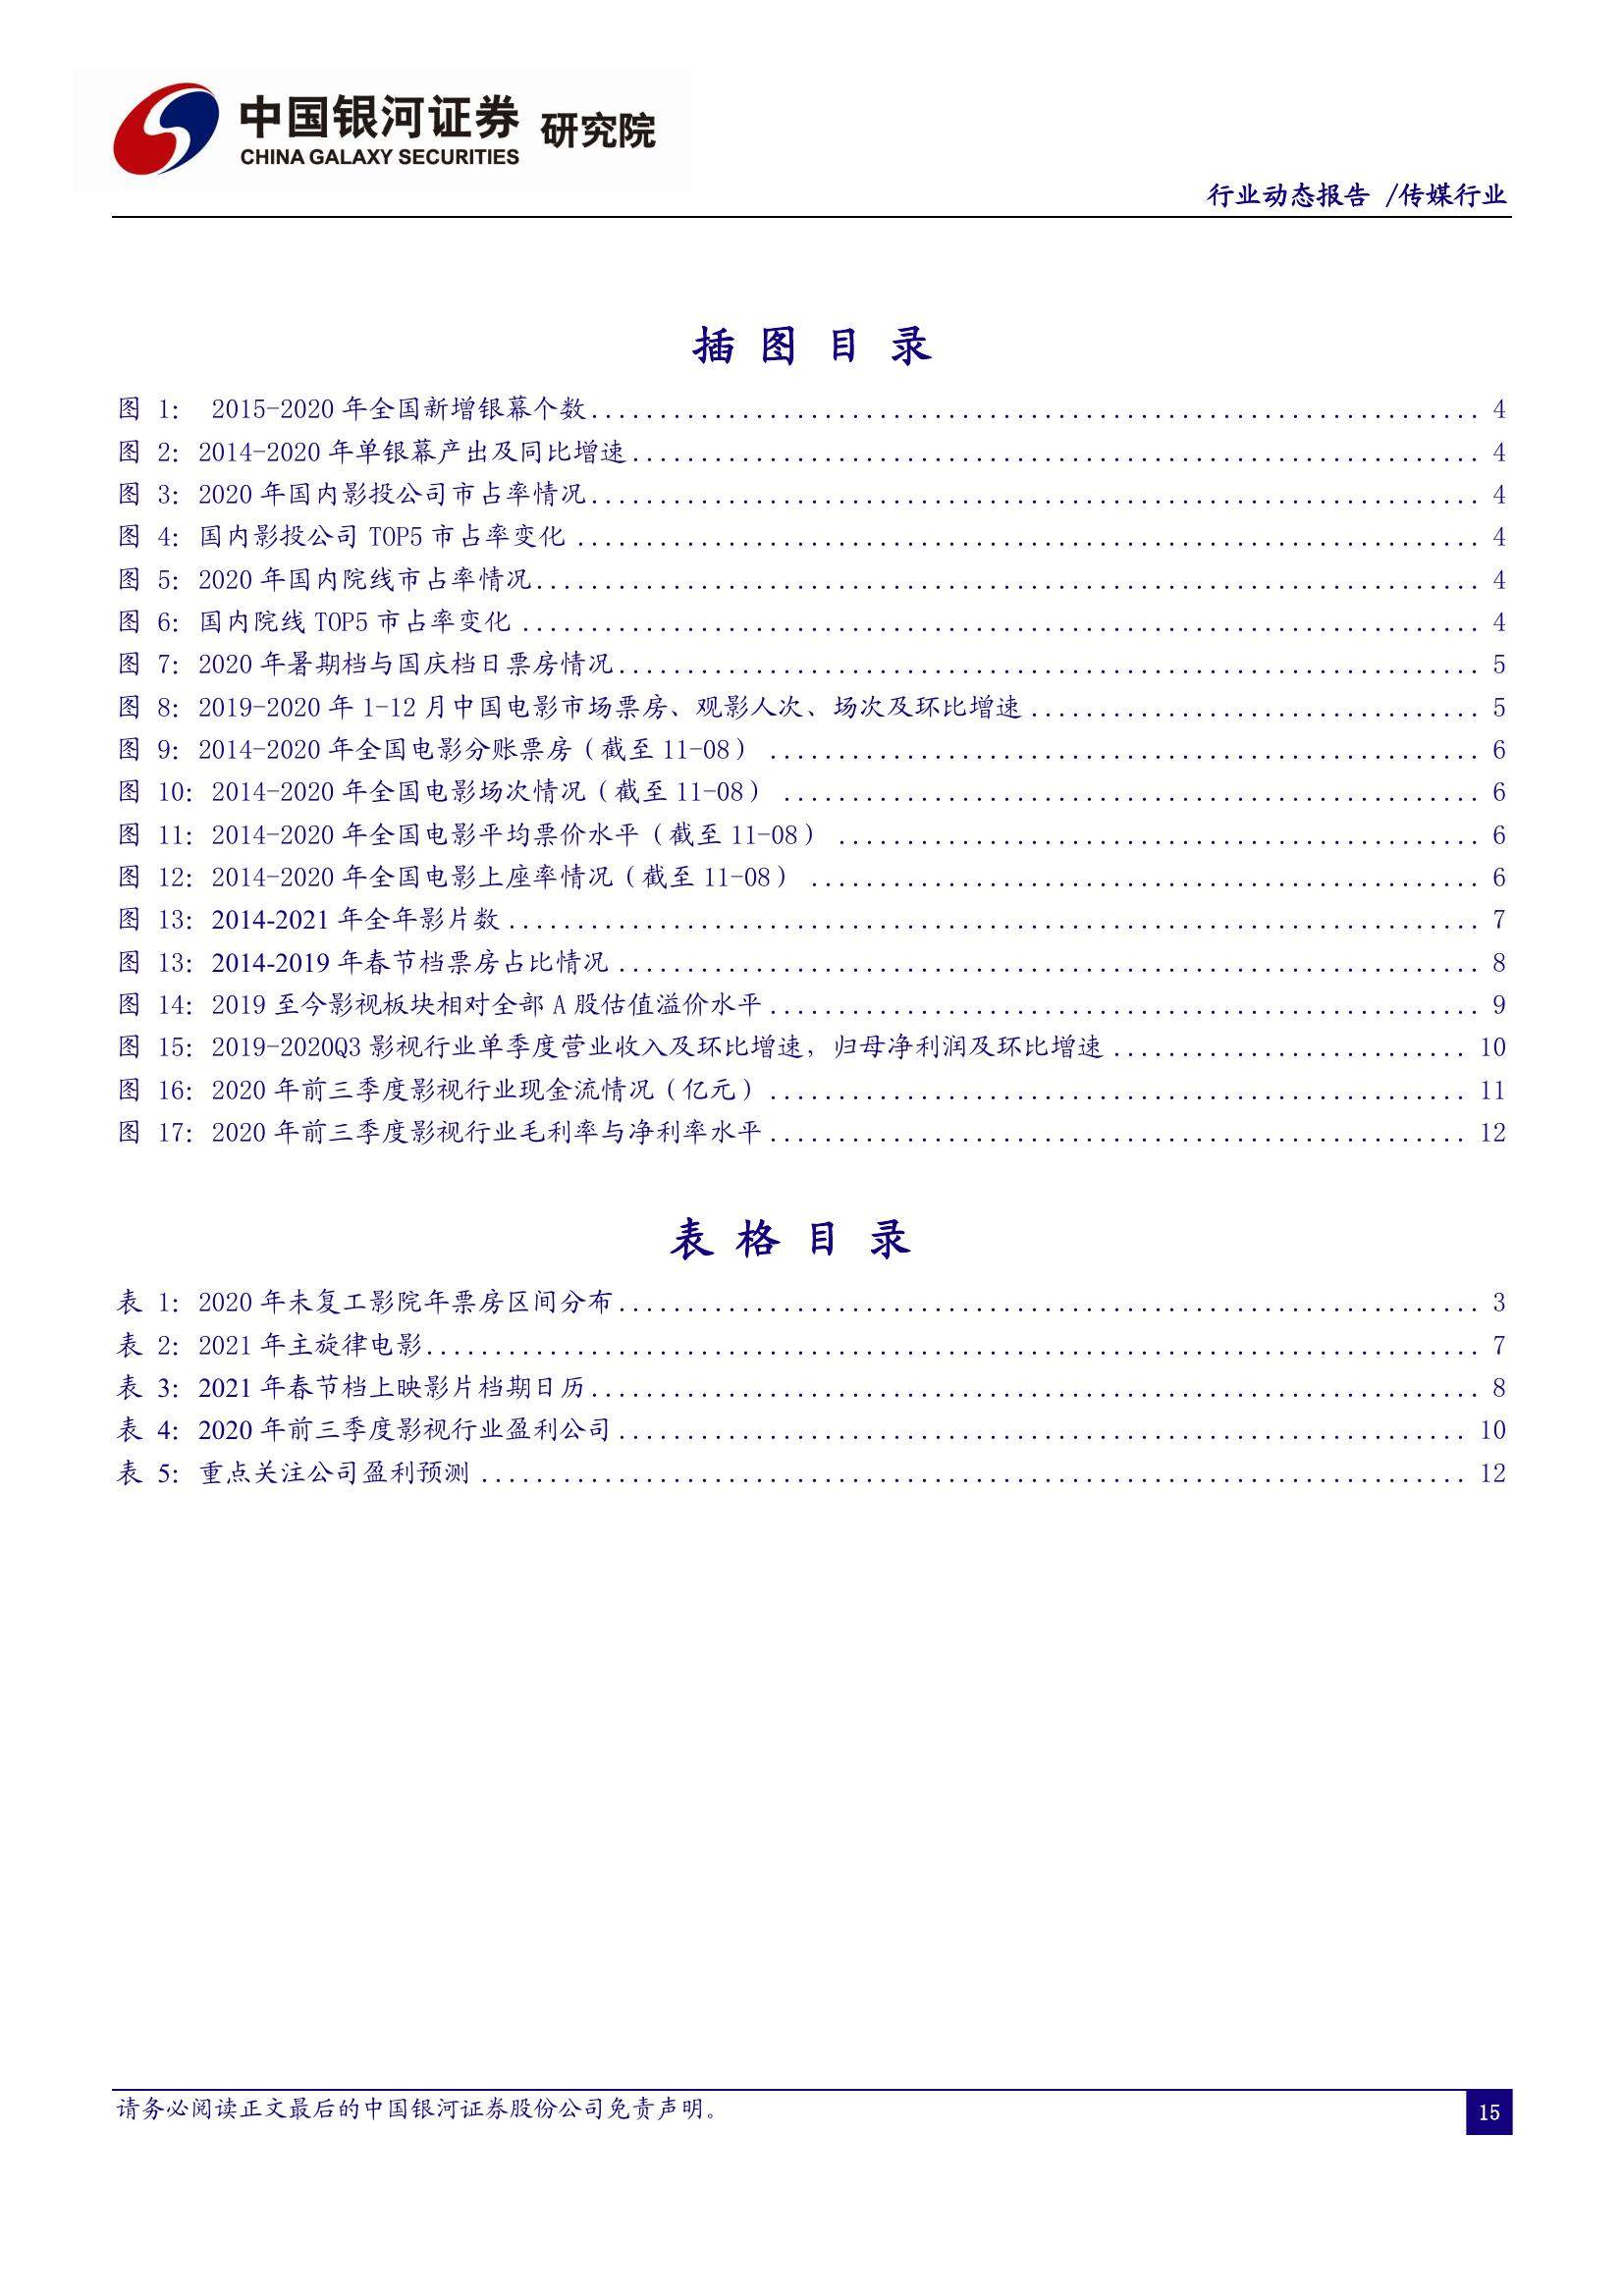 中国银河证券 研究院
CHINA GALAXY SECURITIES
行业动态报告 /传媒行业
插 图 目 录
图 1： 2015-2020 年全国新增银幕个数 4
图 2：2014-2020 年单银幕产出及同比增速 4
图 3：2020 年国内影投公司市占率情况 4
图 4：国内影投公司 TOP5 市占率变化 4
图 5：2020 年国内院线市占率情况 4
图 6：国内院线 TOP5 市占率变化 4
图 7：2020 年暑期档与国庆档日票房情况 5
图 8：2019-2020 年 1-12 月中国电影市场票房、观影人次、场次及环比增速 5
图 9：2014-2020 年全国电影分账票房（截至 11-08） 6
图 10：2014-2020 年全国电影场次情况（截至 11-08） 6
图 11：2014-2020 年全国电影平均票价水平（截至 11-08） 6
图 12：2014-2020 年全国电影上座率情况（截至 11-08） 6
图 13：2014-2021 年全年影片数 7
图 13：2014-2019 年春节档票房占比情况 8
图 14：2019 至今影视板块相对全部 A 股估值溢价水平 9
图 15：2019-2020Q3 影视行业单季度营业收入及环比增速，归母净利润及环比增速 10
图 16：2020 年前三季度影视行业现金流情况（亿元） 11
图 17：2020 年前三季度影视行业毛利率与净利率水平 12
表 格 目 录
表 1：2020 年未复工影院年票房区间分布 3
表 2：2021 年主旋律电影 7
表 3：2021 年春节档上映影片档期日历 8
表 4：2020 年前三季度影视行业盈利公司 10
表 5：重点关注公司盈利预测 12
请务必阅读正文最后的中国银河证券股份公司免责声明。
15